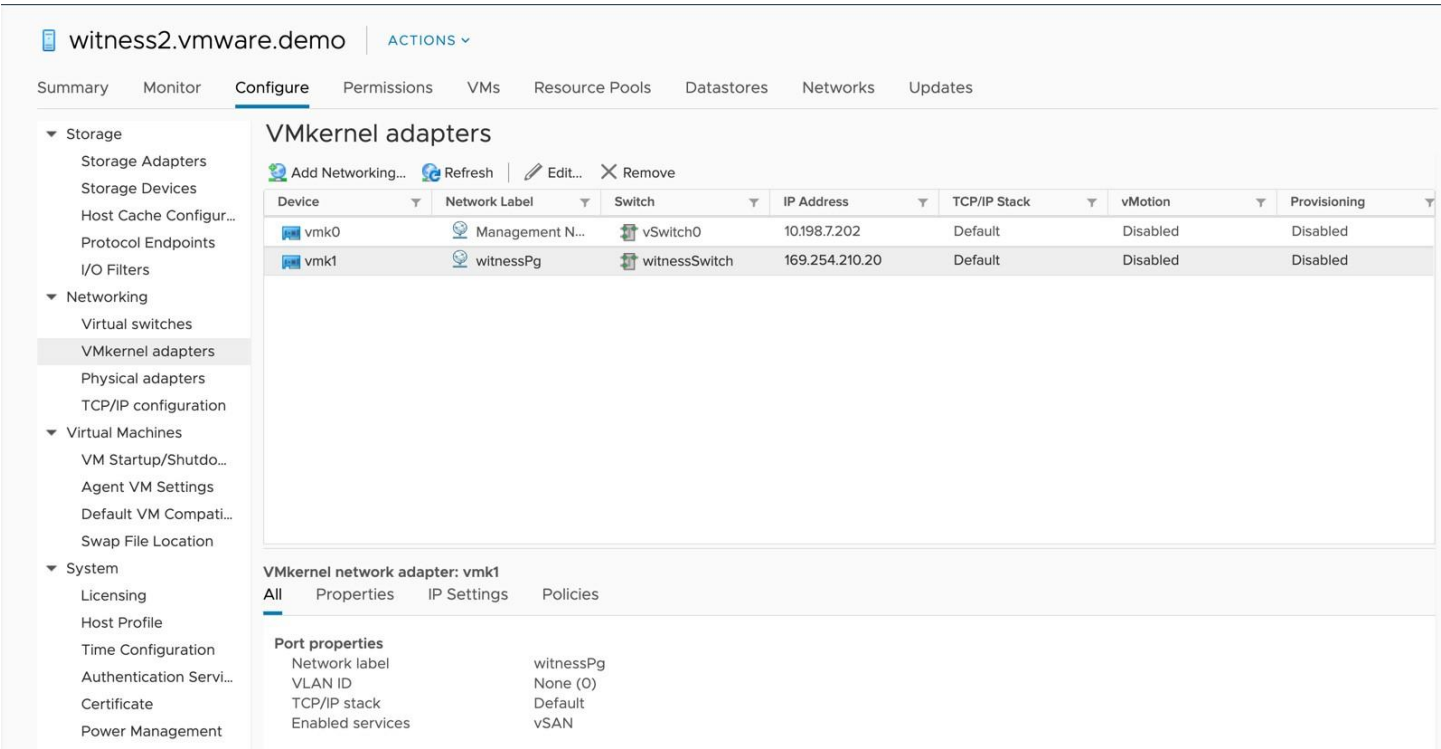 witness2.vmware.demo ACTIONS
Summary Monitor Configure Permissions VMs Resource Pools Datastores Networks Updates
Storage
Storage Adapters
Storage Devices
Host Cache Configur...
Protocol Endpoints
I/O Filters
Networking
Virtual switches
VMkernel adapters
Physical adapters
TCP/IP configuration
Virtual Machines
VM Startup/Shutdo...
Agent VM Settings
Default VM Compati...
Swap File Location
System
Licensing
Host Profile
Time Configuration
Authentication Servi...
Certificate
Power Management
VMkernel adapters
Add Networking... Refresh Edit... Remove
Device Network Label Switch IP Address TCP/IP Stack vMotion Provisioning
vmk0 Management N... vSwitch0 10.198.7.202 Default Disabled Disabled
vmk1 witnessPg witnessSwitch 169.254.210.20 Default Disabled Disabled
VMkernel network adapter: vmk1
All Properties IP Settings Policies
Port properties
Network label witnessPg
VLAN ID None (0)
TCP/IP stack Default
Enabled services vSAN